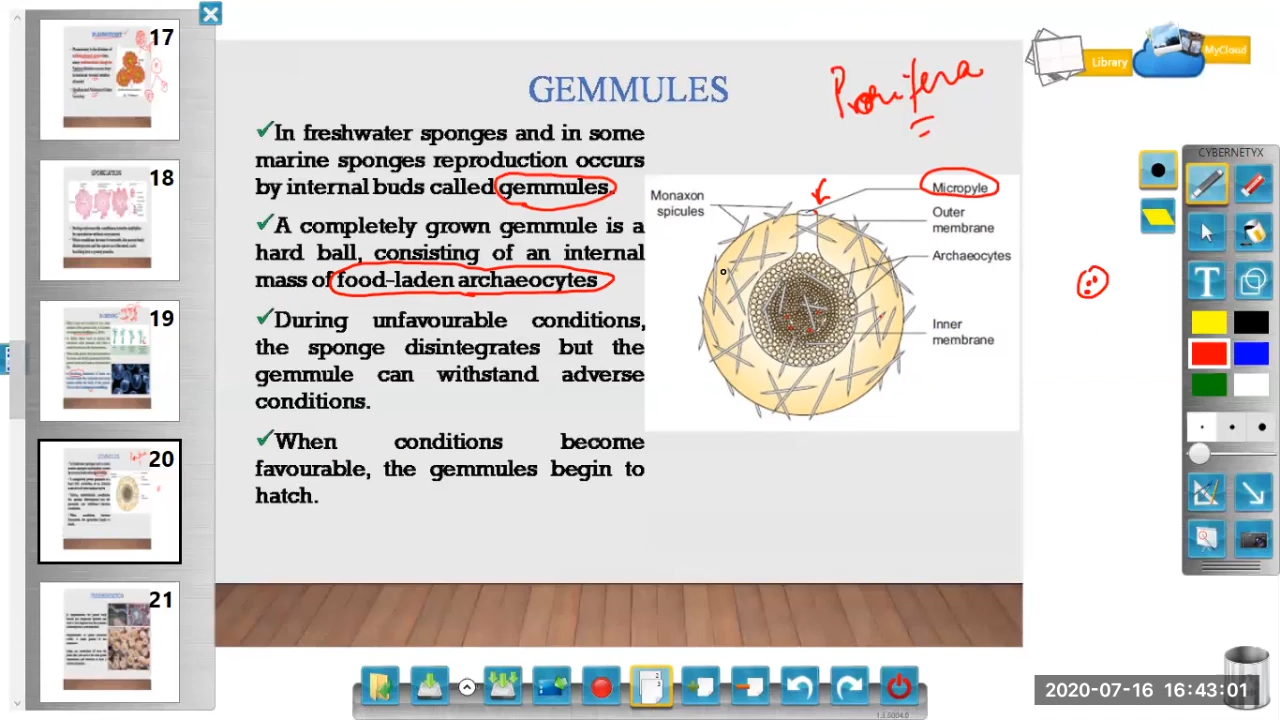 17
18
19
20
21
GEMMULES
Porifera
✓In freshwater sponges and in some
marine sponges reproduction occurs
by internal buds called gemmules.
✓A completely grown gemmule is a
hard ball, consisting of an internal
mass of food-laden archaeocytes
✓During unfavourable conditions,
the sponge disintegrates but the
gemmule can withstand adverse
conditions.
✓When conditions become
favourable, the gemmules begin to
hatch.
Monaxon
spicules
Micropyle
Outer
membrane
Archaeocytes
Inner
membrane
Library
MyCloud
CYBERNETYX
T
1.3.5004.0
2020-07-16 16:43:01